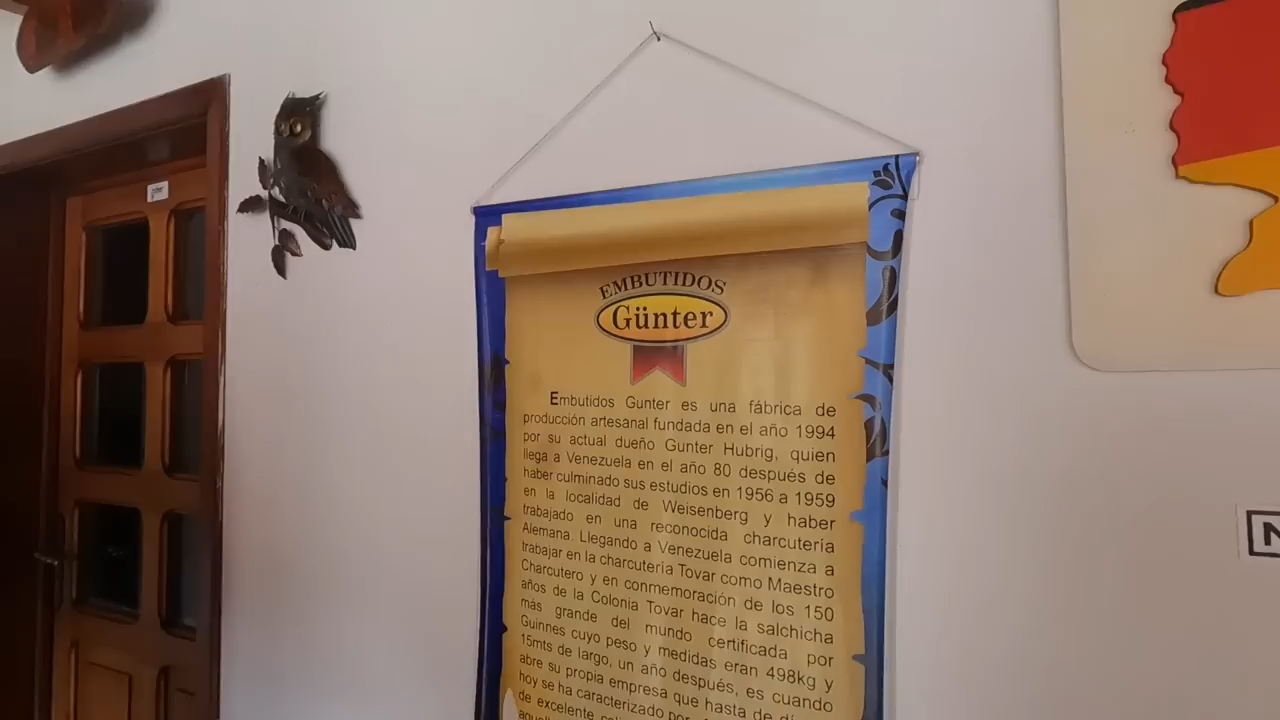 EMBUTIDOS
Günter
Embutidos Gunter es una fábrica de
producción artesanal fundada en el año 1994
por su actual dueño Gunter Hubrig, quien
llega a Venezuela en el año 80 después de
haber culminado sus estudios en 1956 a 1959
en la localidad de Weisenberg y haber
trabajado en una reconocida charcutería
Alemana. Llegando a Venezuela comienza a
trabajar en la charcutería Tovar como Maestro
Charcutero y en conmemoración de los 150
años de la Colonia Tovar hace la salchicha
más grande del mundo certificada por
Guinnes cuyo peso y medidas eran 498kg y
15mts de largo, un año después, es cuando
abre su propia empresa que hasta de
hoy se ha caracterizado por
de excelente